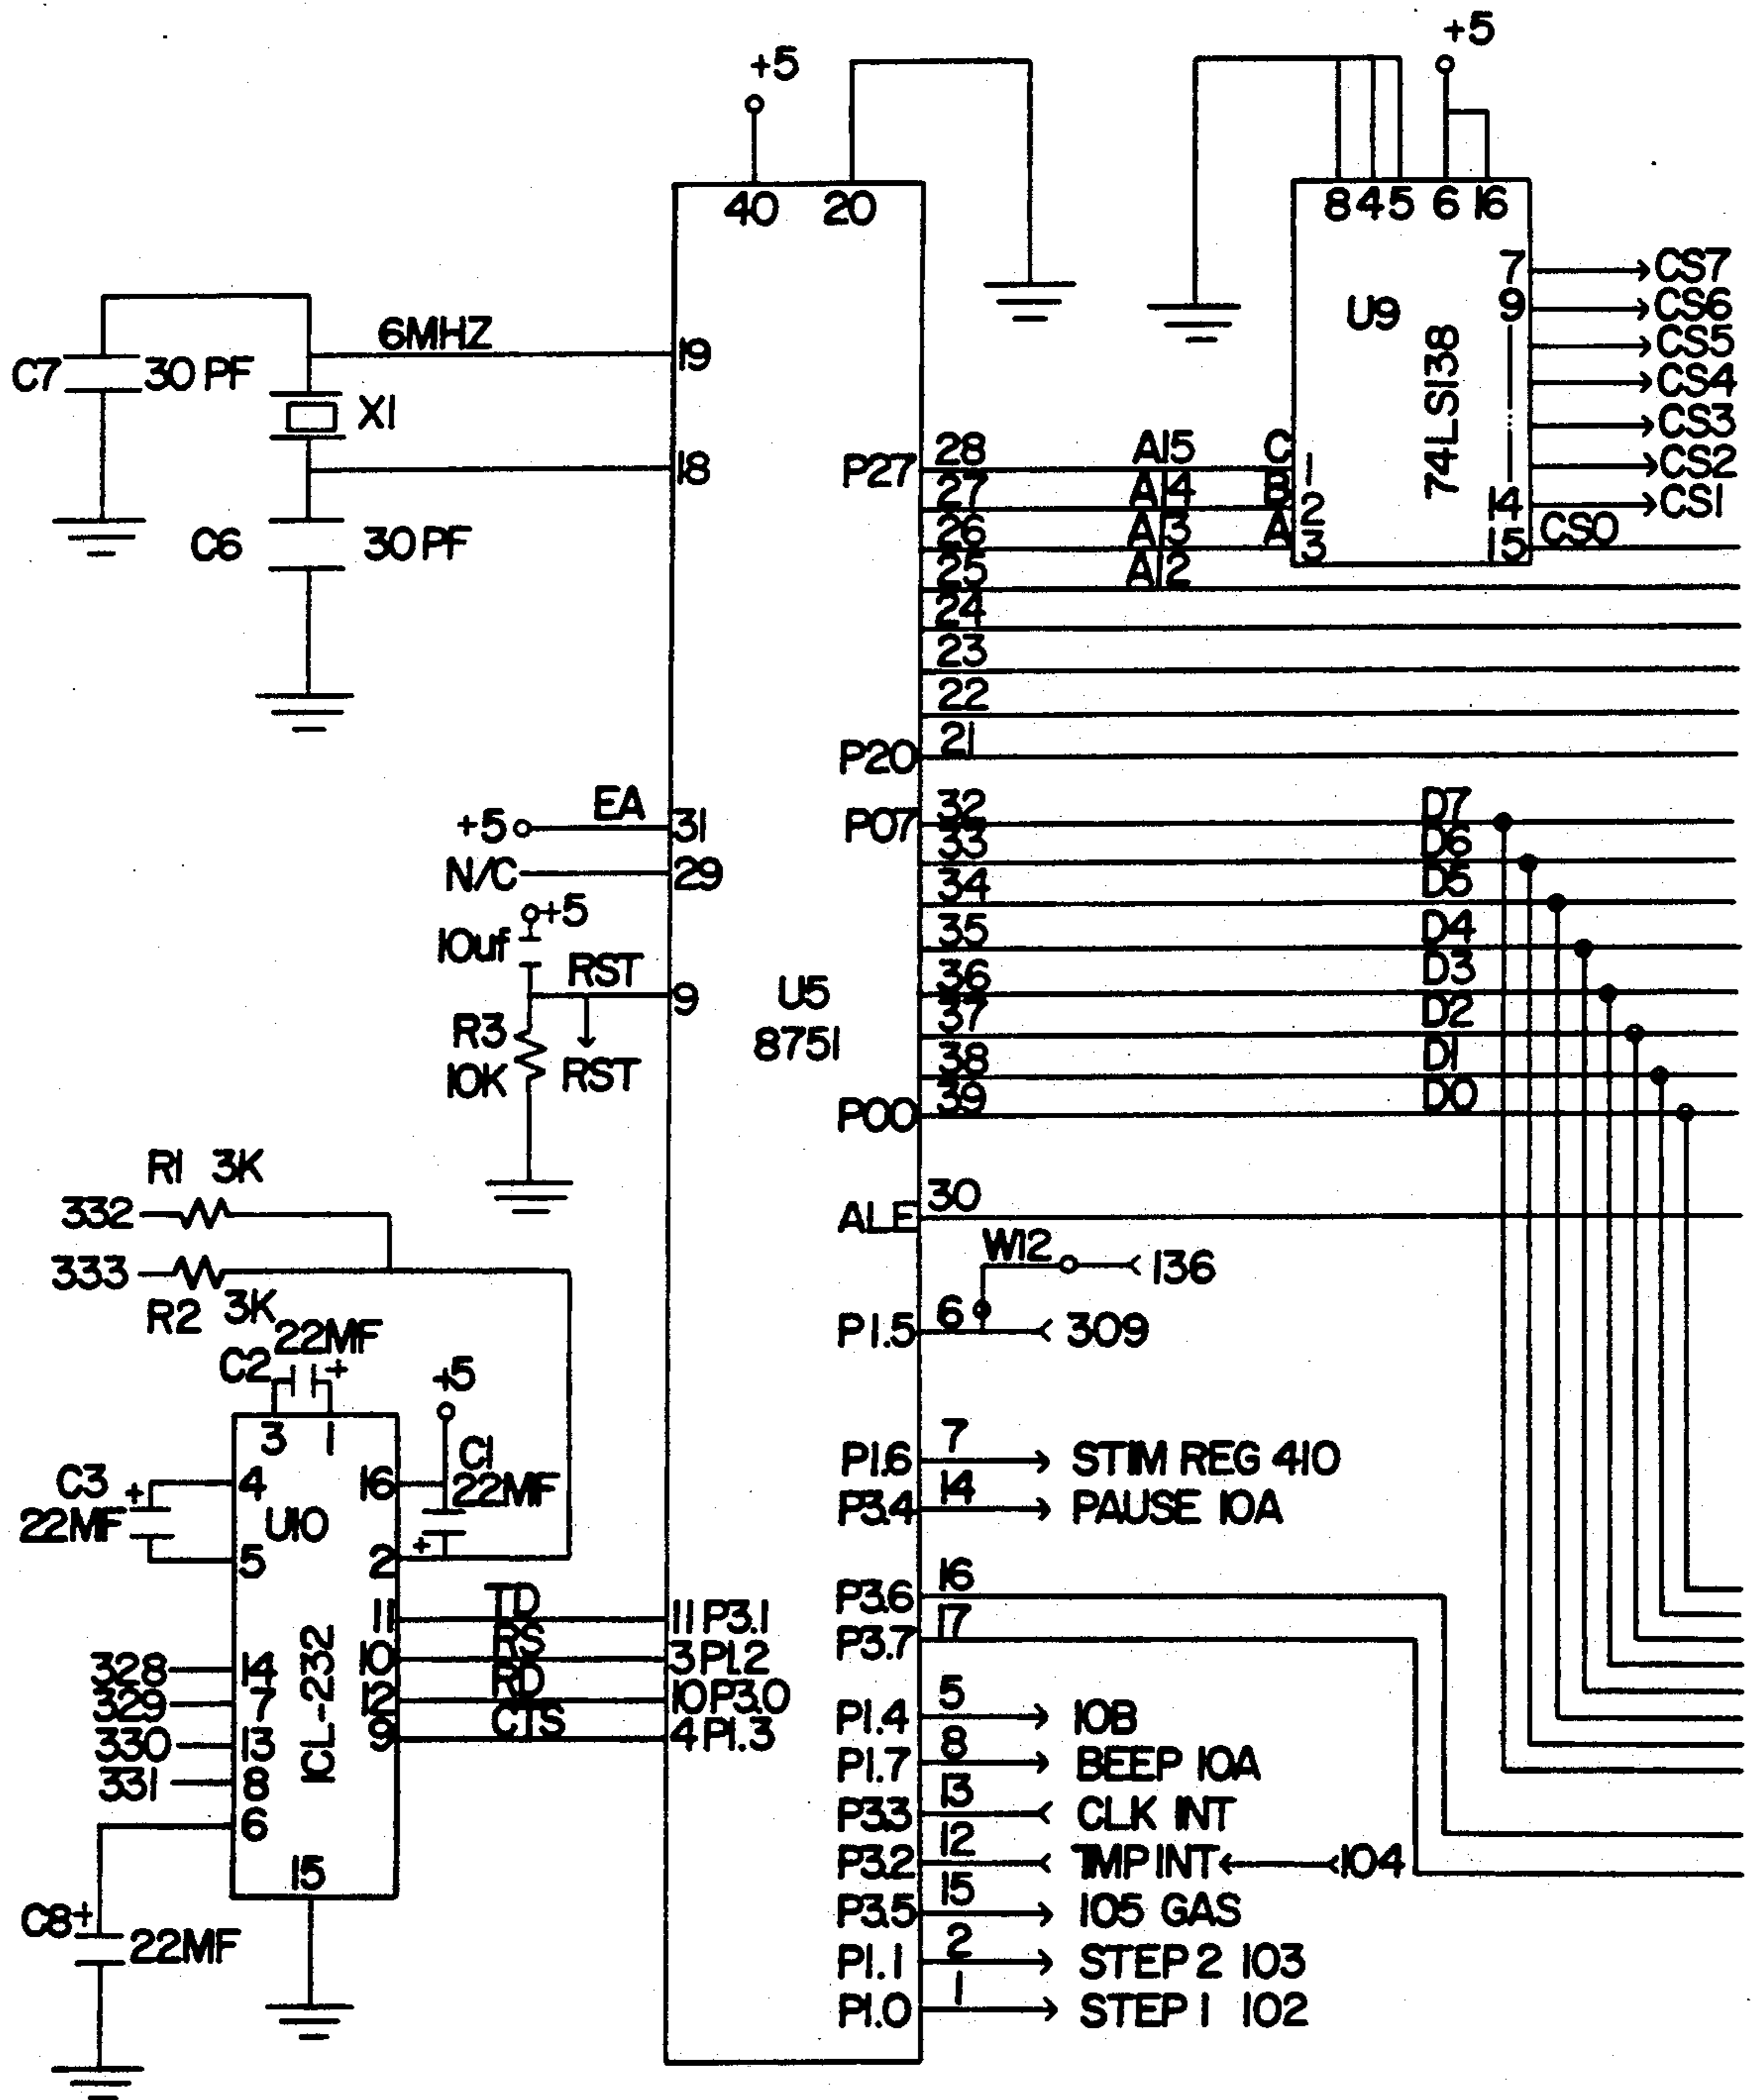 +5
+5
40 20
8 4 5 6 16
7 CS7
U9
9 CS6
CS5
74LS138
CS4
CS3
CS2
14 CS1
15 CS0
6MHZ
19
C7 30 PF
X1
18
C6 30 PF
P27 28 A15 C 1
27 A14 B 2
26 A13 A 3
25 A12
24
23
22
P20 21
+5 EA 31
N/C 29
P07 32 D7
33 D6
34 D5
35 D4
36 D3
37 D2
38 D1
P00 39 D0
+5
10uf
RST
9
R3
10K
RST
U5
8751
R1 3K
332
333
R2 3K
ALE 30
W12 136
P1.5 6 309
22MF
C2 +
+5
3 1
C1
22MF
+
C3 +
22MF
4 16
U10
5 2
ICL-232
11 TD 11 P3.1
10 RS 3 P1.2
12 RD 10 P3.0
9 CTS 4 P1.3
328 14
329 7
330 13
331 8
6
15
C8 +
22MF
P1.6 7 STIM REG 410
P3.4 14 PAUSE 10A
P3.6 16
P3.7 17
P1.4 5 10B
P1.7 8 BEEP 10A
P3.3 13 CLK INT
P3.2 12 TMP INT 104
P3.5 15 105 GAS
P1.1 2 STEP 2 103
P1.0 1 STEP 1 102